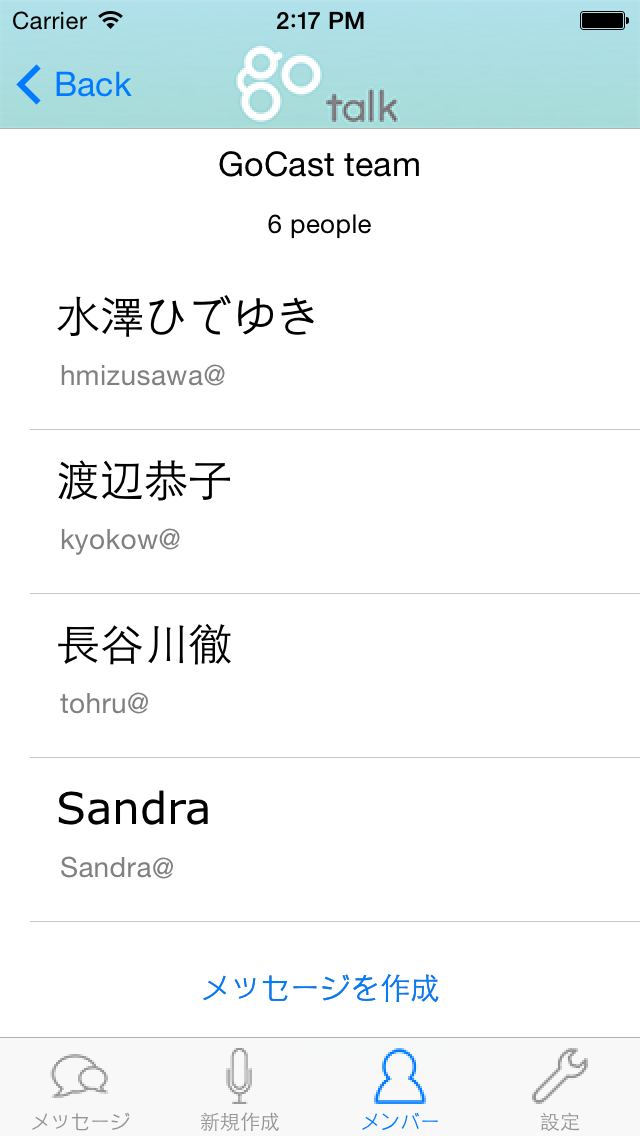 Carrier 2:17 PM
Back
go talk
GoCast team
6 people
水澤ひでゆき
hmizusawa@
渡辺恭子
kyokow@
長谷川徹
tohru@
Sandra
Sandra@
メッセージを作成
メッセージ 新規作成 メンバー 設定